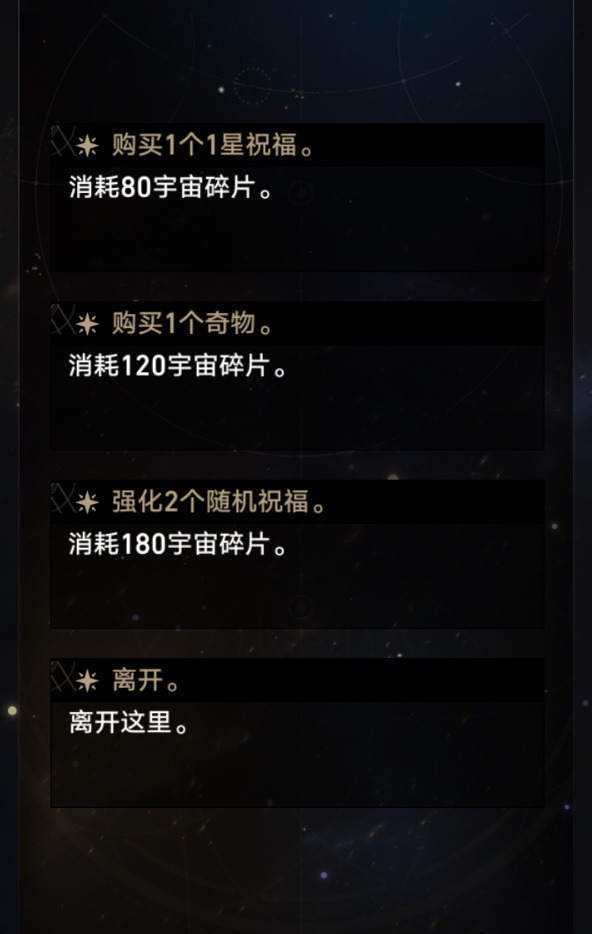 购买1个1星祝福。
消耗80宇宙碎片。
购买1个奇物。
消耗120宇宙碎片。
强化2个随机祝福。
消耗180宇宙碎片。
离开。
离开这里。